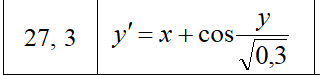 27, 3 y′ = x + cos y/√0,3